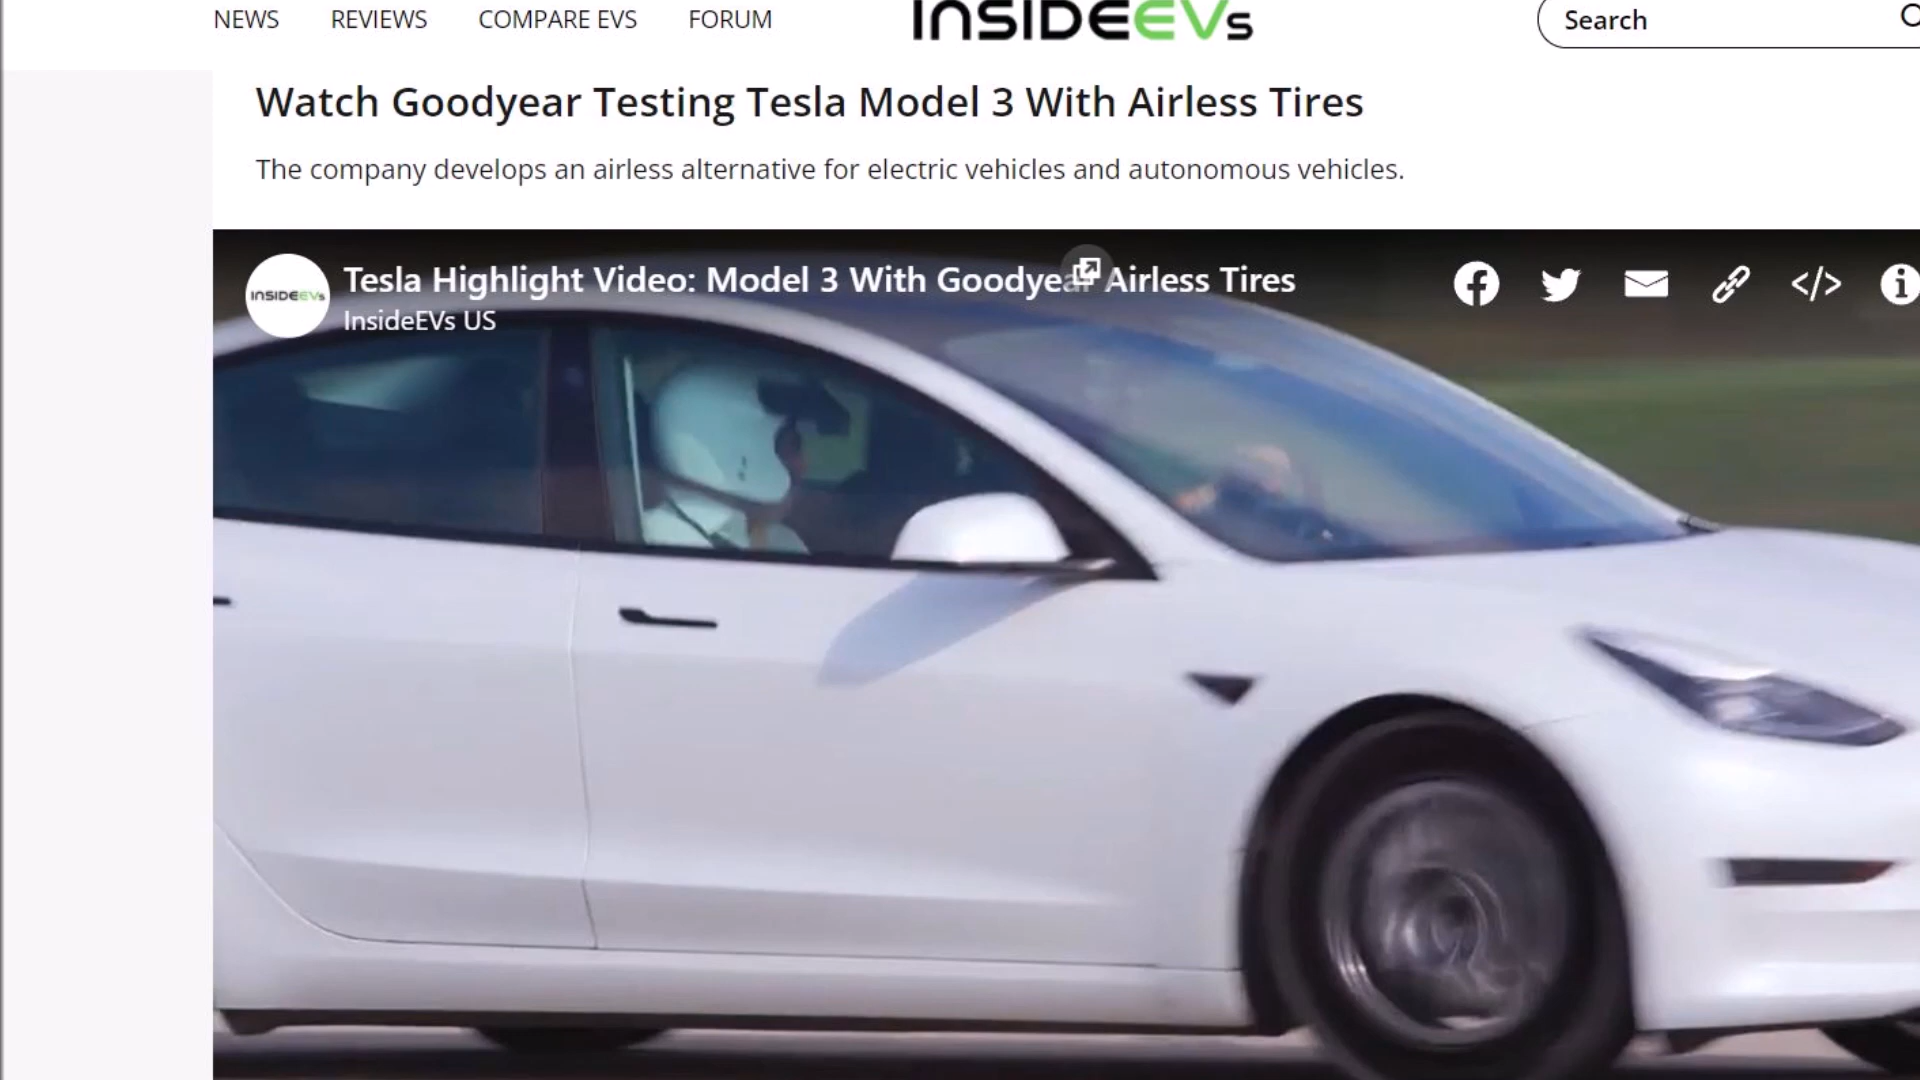 NEWS REVIEWS COMPARE EVS FORUM INSIDEEVs Search
Watch Goodyear Testing Tesla Model 3 With Airless Tires
The company develops an airless alternative for electric vehicles and autonomous vehicles.
INSIDEEVs
Tesla Highlight Video: Model 3 With Goodyear Airless Tires
InsideEVs US